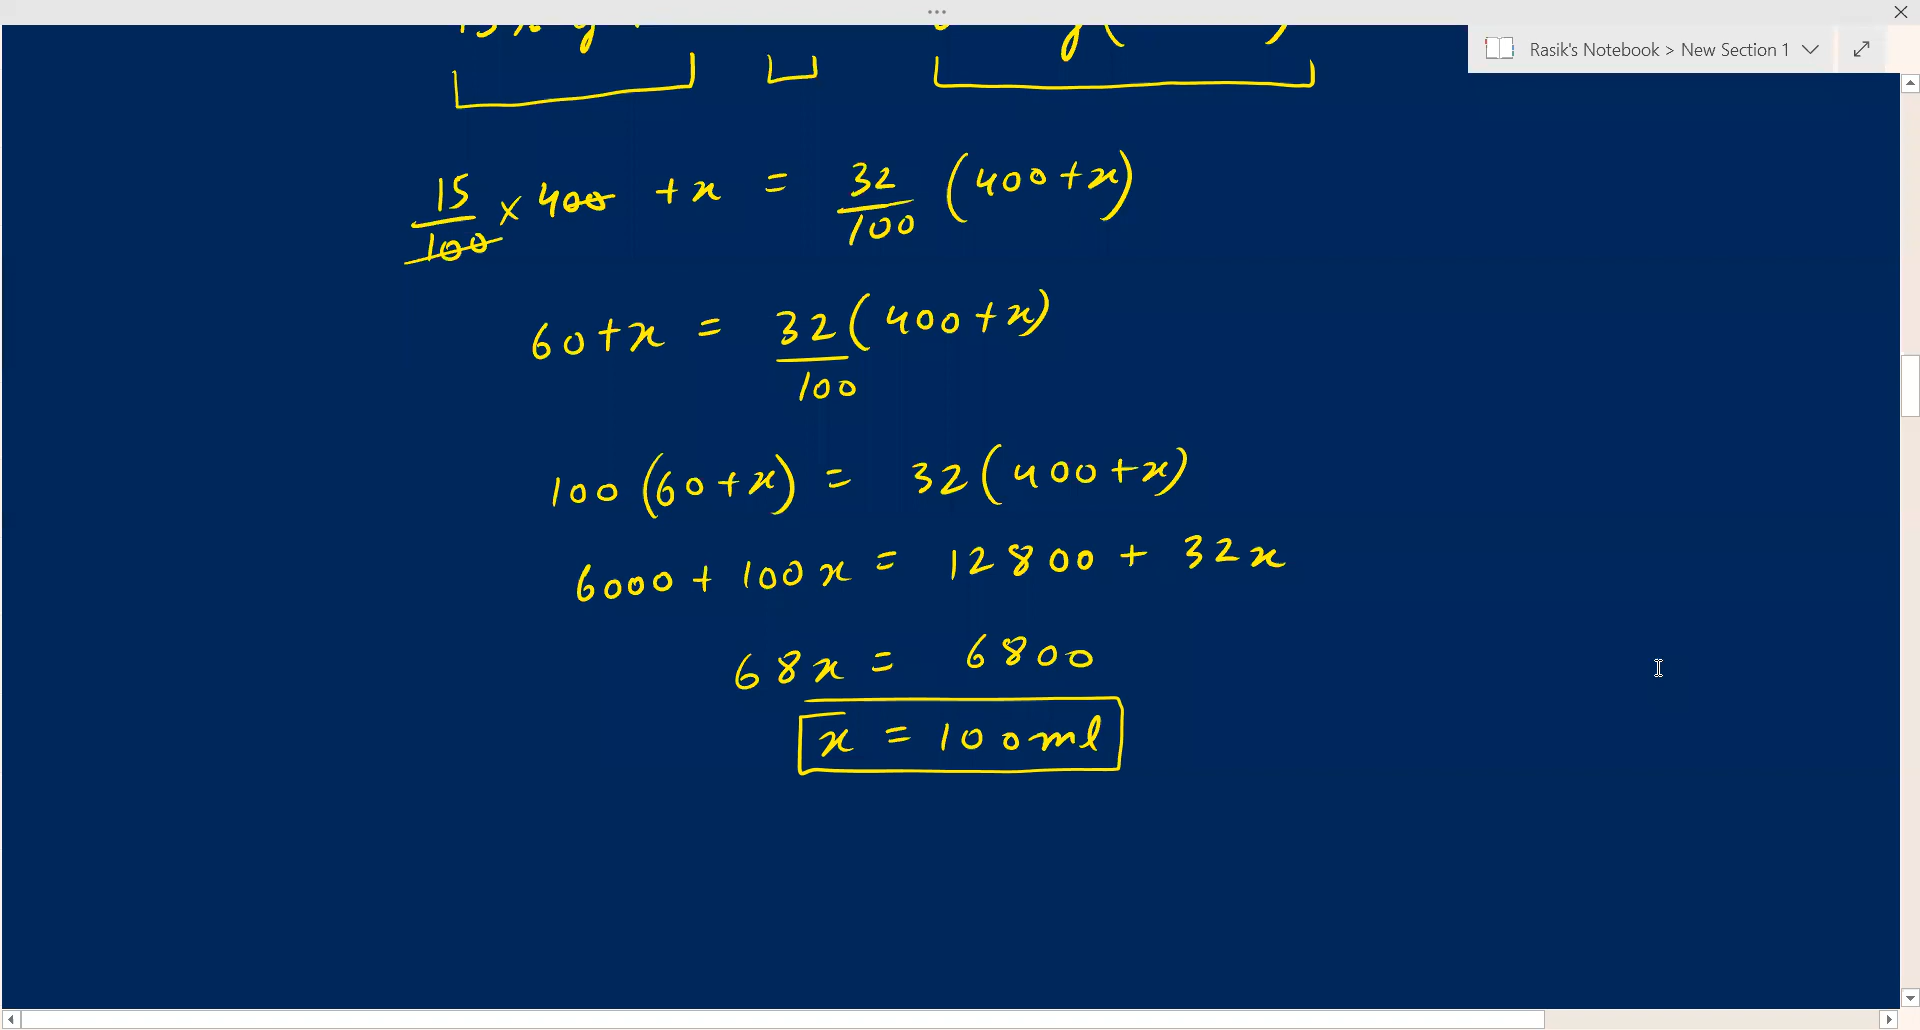 Rasik's Notebook > New Section 1
15/100 × 400 + x = 32/100 (400 + x)
60 + x = 32(400 + x)/100
100 (60 + x) = 32 (400 + x)
6000 + 100x = 12800 + 32x
68x = 6800
x = 100ml